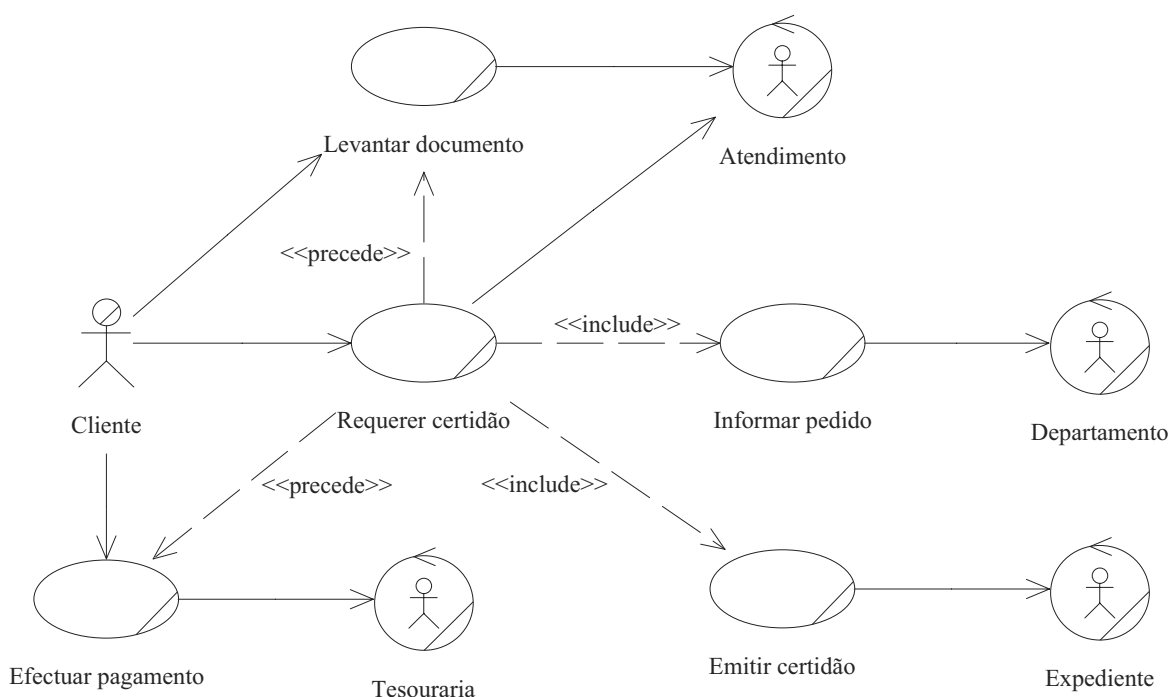 Levantar documento
Atendimento
<<precede>>
<<include>>
Cliente
Requerer certidão
Informar pedido
Departamento
<<precede>>
<<include>>
Efectuar pagamento
Tesouraria
Emitir certidão
Expediente